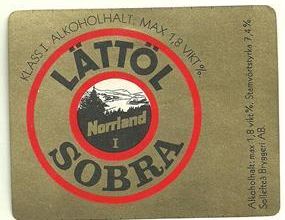 KLASS I. ALKOHOLHALT: MAX. 1,8 VIKT %.
LÄTTÖL
Norrland
I
SOBRA
Alkoholhalt: max 1,8 vikt%. Stamvörtstyrka 7,4%
Sollefteå Bryggeri AB.